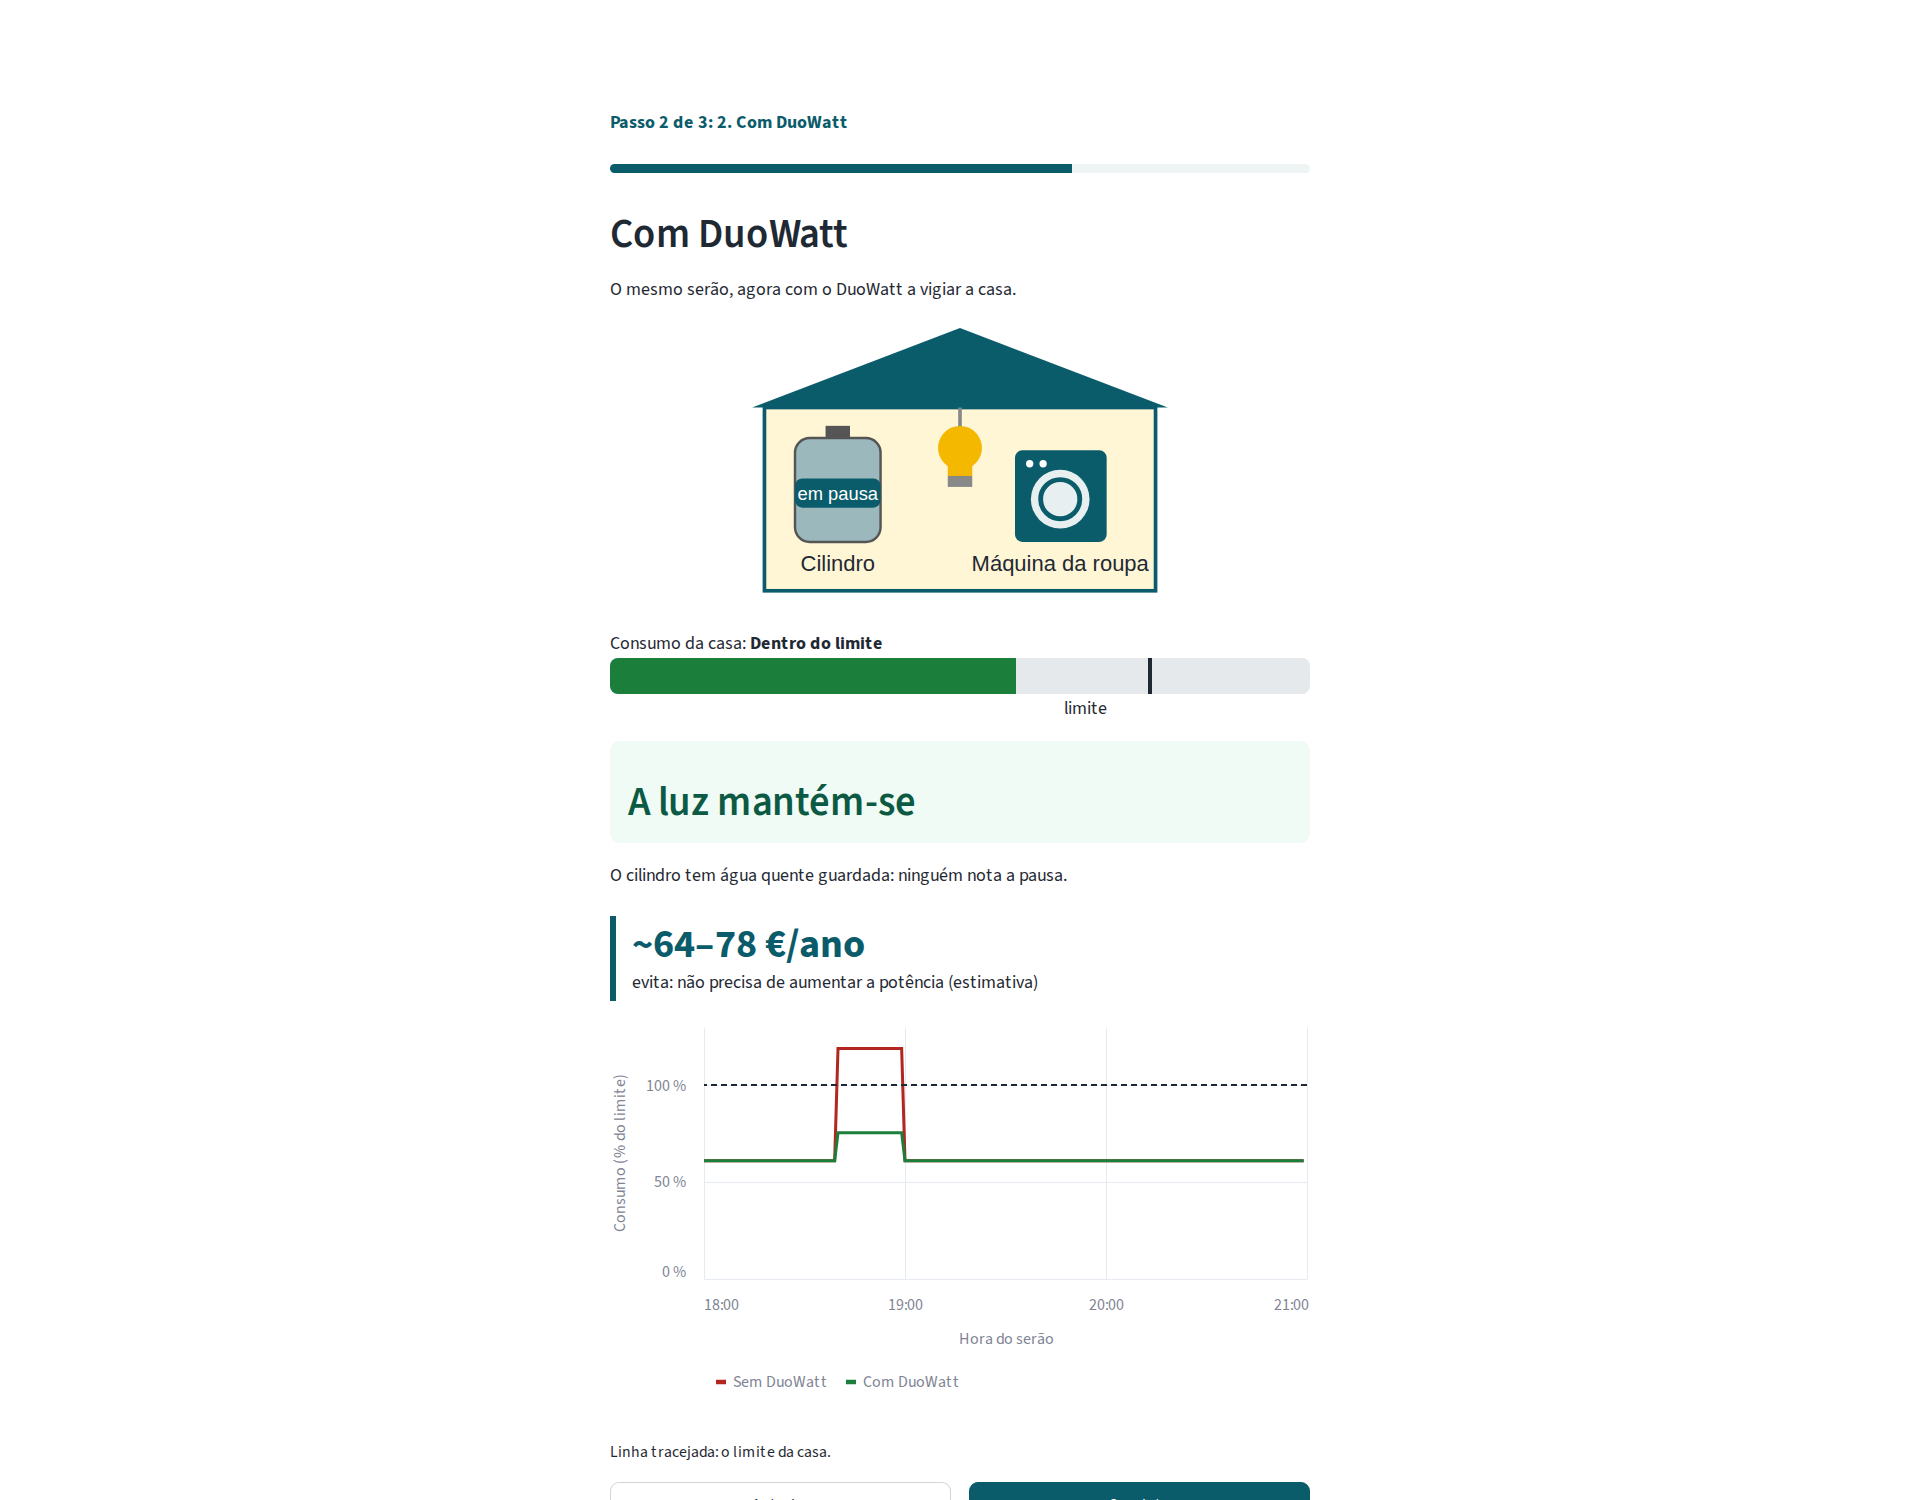 Passo 2 de 3: 2. Com DuoWatt
Com DuoWatt
O mesmo serão, agora com o DuoWatt a vigiar a casa.
em pausa
Cilindro
Máquina da roupa
Consumo da casa: Dentro do limite
limite
A luz mantém-se
O cilindro tem água quente guardada: ninguém nota a pausa.
~64–78 €/ano
evita: não precisa de aumentar a potência (estimativa)
Consumo (% do limite)
100 %
50 %
0 %
18:00 19:00 20:00 21:00
Hora do serão
Sem DuoWatt Com DuoWatt
Linha tracejada: o limite da casa.